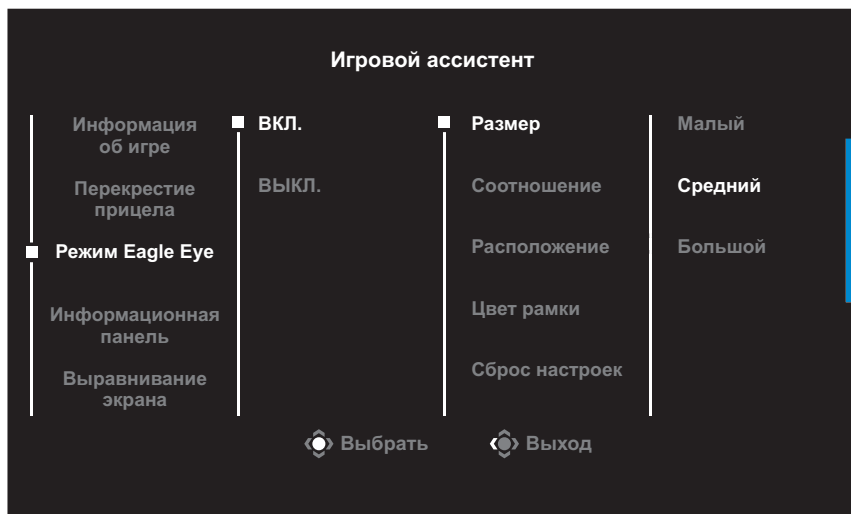 Игровой ассистент
Информация
об игре
Перекрестие
прицела
Режим Eagle Eye
Информационная
панель
Выравнивание
экрана
ВКЛ.
ВЫКЛ.
Размер
Соотношение
Расположение
Цвет рамки
Сброс настроек
Малый
Средний
Большой
Выбрать
Выход